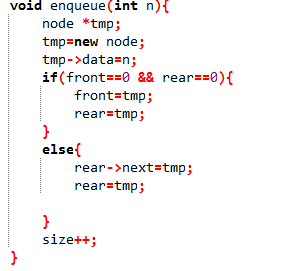 void enqueue(int n){
node *tmp;
tmp=new node;
tmp->data=n;
if(front==0 && rear==0){
front=tmp;
rear=tmp;
}
else{
rear->next=tmp;
rear=tmp;
}
size++;
}